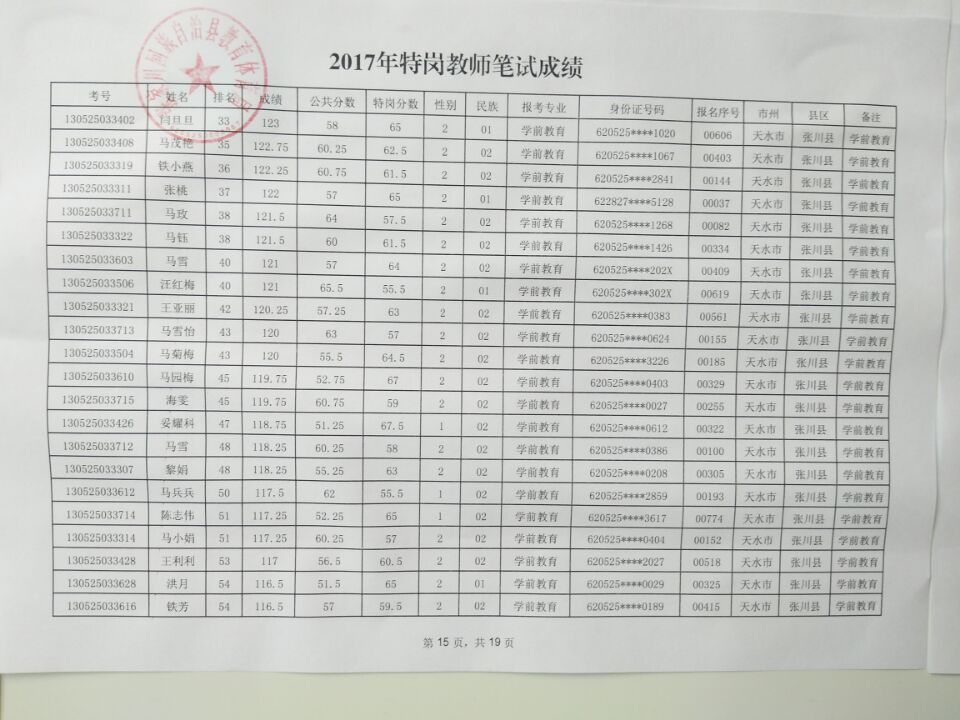 2017年特岗教师笔试成绩
考号 姓名 排名 成绩 公共分数 特岗分数 性别 民族 报考专业 身份证号码 报名序号 市州 县区 备注
130525033402 闫旦旦 33 123 58 65 2 01 学前教育 620525****1020 00606 天水市 张川县 学前教育
130525033408 马茂艳 35 122.75 60.25 62.5 2 02 学前教育 620525****1067 00403 天水市 张川县 学前教育
130525033319 铁小燕 36 122.25 60.75 61.5 2 02 学前教育 620525****2841 00144 天水市 张川县 学前教育
130525033311 张桃 37 122 57 65 2 01 学前教育 622827****5128 00037 天水市 张川县 学前教育
130525033711 马玫 38 121.5 64 57.5 2 02 学前教育 620525****1268 00082 天水市 张川县 学前教育
130525033322 马钰 38 121.5 60 61.5 2 02 学前教育 620525****1426 00334 天水市 张川县 学前教育
130525033603 马雪 40 121 57 64 2 02 学前教育 620525****202X 00409 天水市 张川县 学前教育
130525033506 汪红梅 40 121 65.5 55.5 2 01 学前教育 620525****302X 00619 天水市 张川县 学前教育
130525033321 王亚丽 42 120.25 57.25 63 2 02 学前教育 620525****0383 00561 天水市 张川县 学前教育
130525033713 马雪怡 43 120 63 57 2 02 学前教育 620525****0624 00155 天水市 张川县 学前教育
130525033504 马菊梅 43 120 55.5 64.5 2 02 学前教育 620525****3226 00185 天水市 张川县 学前教育
130525033610 马园梅 45 119.75 52.75 67 2 02 学前教育 620525****0403 00329 天水市 张川县 学前教育
130525033715 海雯 45 119.75 60.75 59 2 02 学前教育 620525****0027 00255 天水市 张川县 学前教育
130525033426 妥耀科 47 118.75 51.25 67.5 1 02 学前教育 620525****0612 00322 天水市 张川县 学前教育
130525033712 马雪 48 118.25 60.25 58 2 02 学前教育 620525****0386 00100 天水市 张川县 学前教育
130525033307 黎娟 48 118.25 55.25 63 2 02 学前教育 620525****0208 00305 天水市 张川县 学前教育
130525033612 马兵兵 50 117.5 62 55.5 1 02 学前教育 620525****2859 00193 天水市 张川县 学前教育
130525033714 陈志伟 51 117.25 52.25 65 1 02 学前教育 620525****3617 00774 天水市 张川县 学前教育
130525033314 马小娟 51 117.25 60.25 57 2 02 学前教育 620525****0404 00152 天水市 张川县 学前教育
130525033428 王利利 53 117 56.5 60.5 2 02 学前教育 620525****2027 00518 天水市 张川县 学前教育
130525033628 洪月 54 116.5 51.5 65 2 01 学前教育 620525****0029 00325 天水市 张川县 学前教育
130525033616 铁芳 54 116.5 57 59.5 2 02 学前教育 620525****0189 00415 天水市 张川县 学前教育
第 15 页，共 19 页